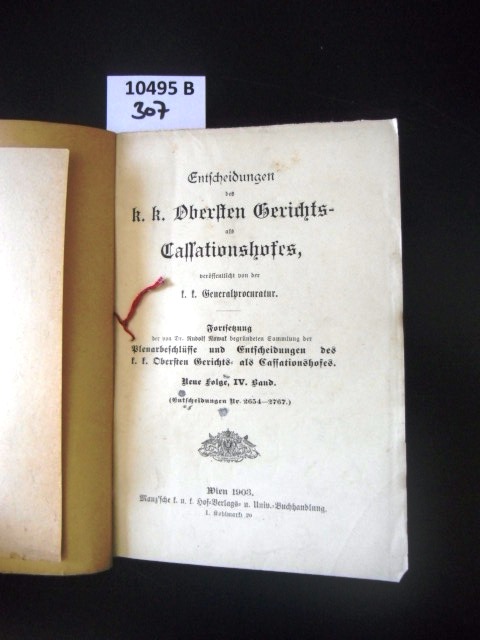 10495 B
307
Entscheidungen
des
k. k. Obersten Gerichts-
als
Cassationshofes,
veröffentlicht von der
k. k. Generalprocuratur.
Fortsetzung
der von Dr. Rudolf Nowak begründeten Sammlung der
Plenarbeschlüsse und Entscheidungen des
k. k. Obersten Gerichts- als Cassationshofes.
Neue Folge, IV. Band.
(Entscheidungen Nr. 2654—2767.)
Wien 1903.
Manz'sche k. u. k. Hof-Verlags- u. Univ.-Buchhandlung.
I. Kohlmarkt 20